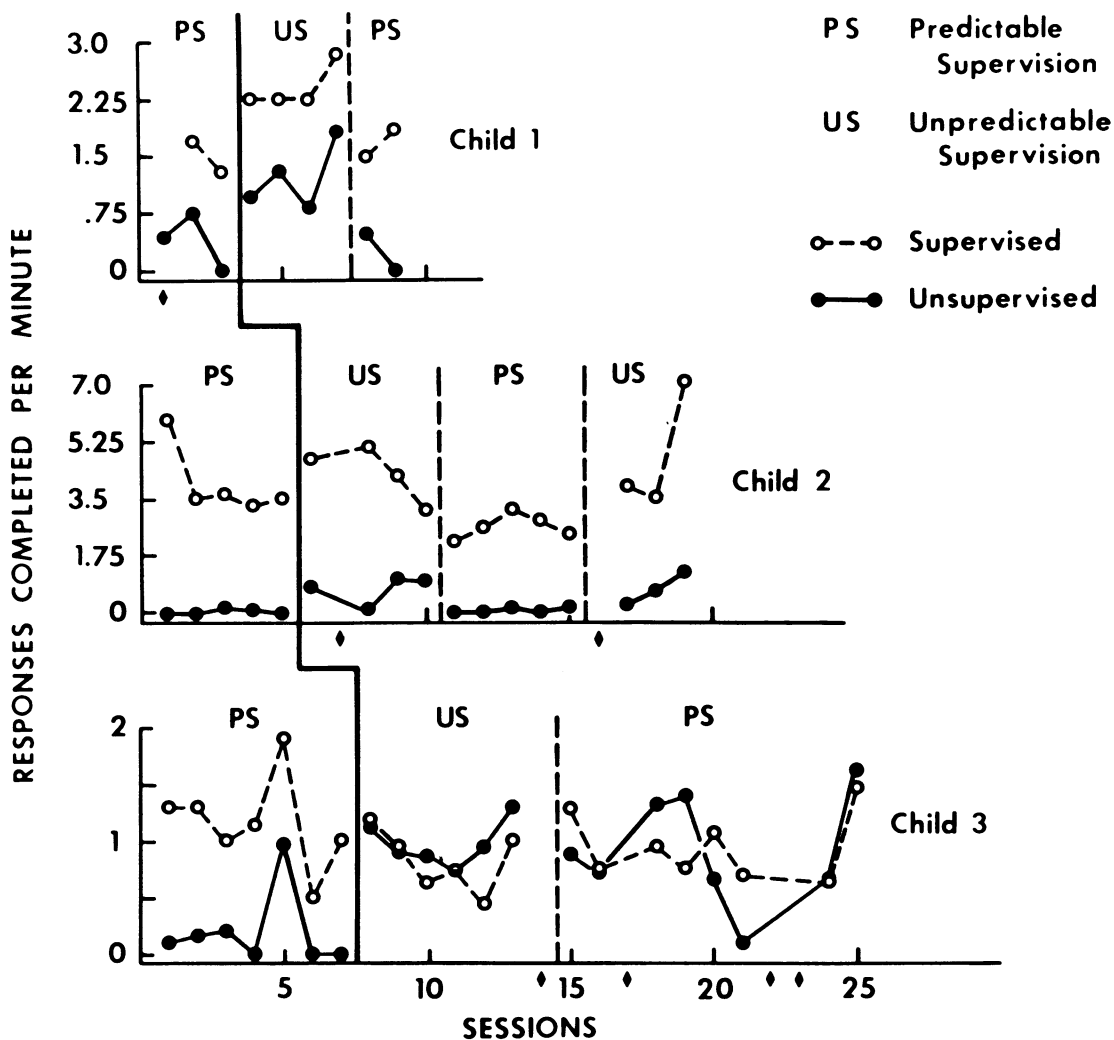 PS US PS
3.0
2.25
1.5
.75
0
Child 1
PS Predictable
Supervision
US Unpredictable
Supervision
Supervised
Unsupervised
RESPONSES COMPLETED PER MINUTE
PS US PS US
7.0
5.25
3.5
1.75
0
Child 2
PS US PS
2
1
0
Child 3
5 10 15 20 25
SESSIONS